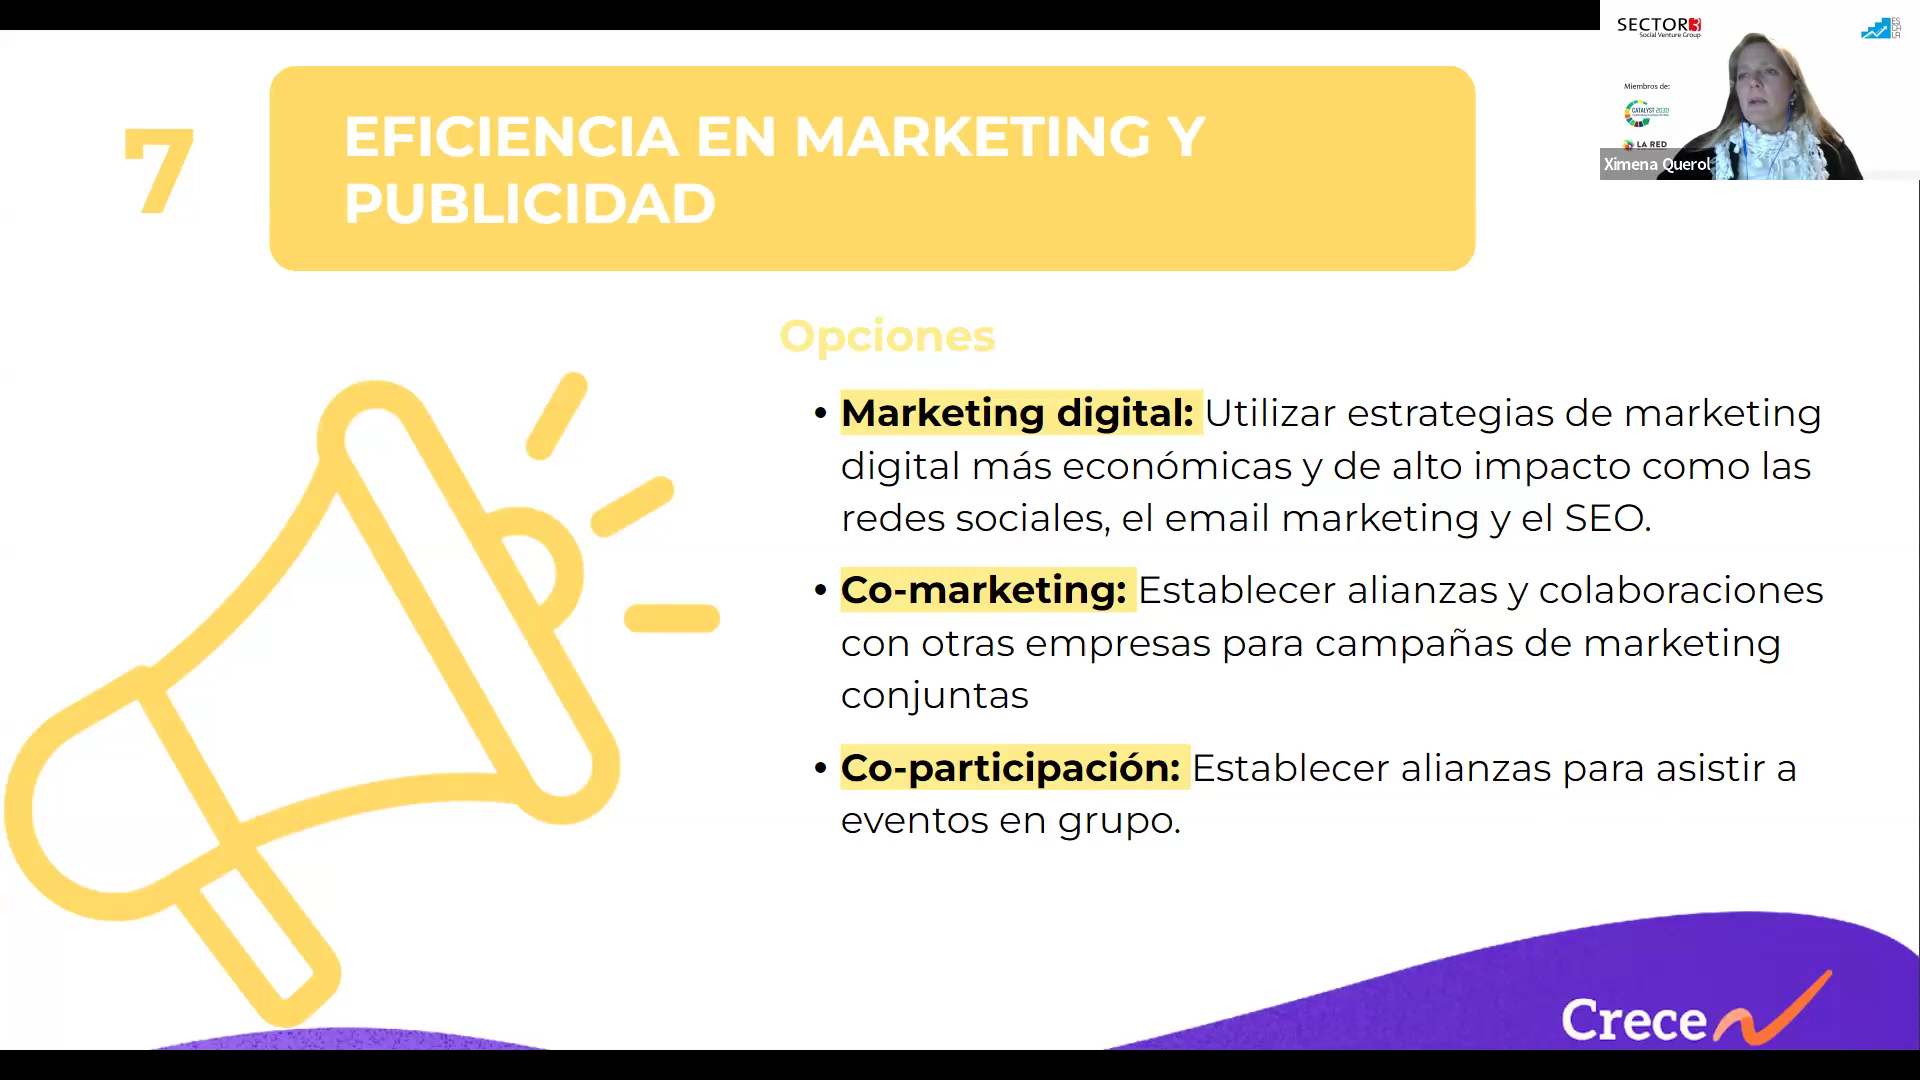 7
EFICIENCIA EN MARKETING Y
PUBLICIDAD
SECTOR3
Social Venture Group
Miembros de:
CATALYST 2030
LA RED
Ximena Querol
Opciones
• Marketing digital: Utilizar estrategias de marketing
digital más económicas y de alto impacto como las
redes sociales, el email marketing y el SEO.
• Co-marketing: Establecer alianzas y colaboraciones
con otras empresas para campañas de marketing
conjuntas
• Co-participación: Establecer alianzas para asistir a
eventos en grupo.
Crece